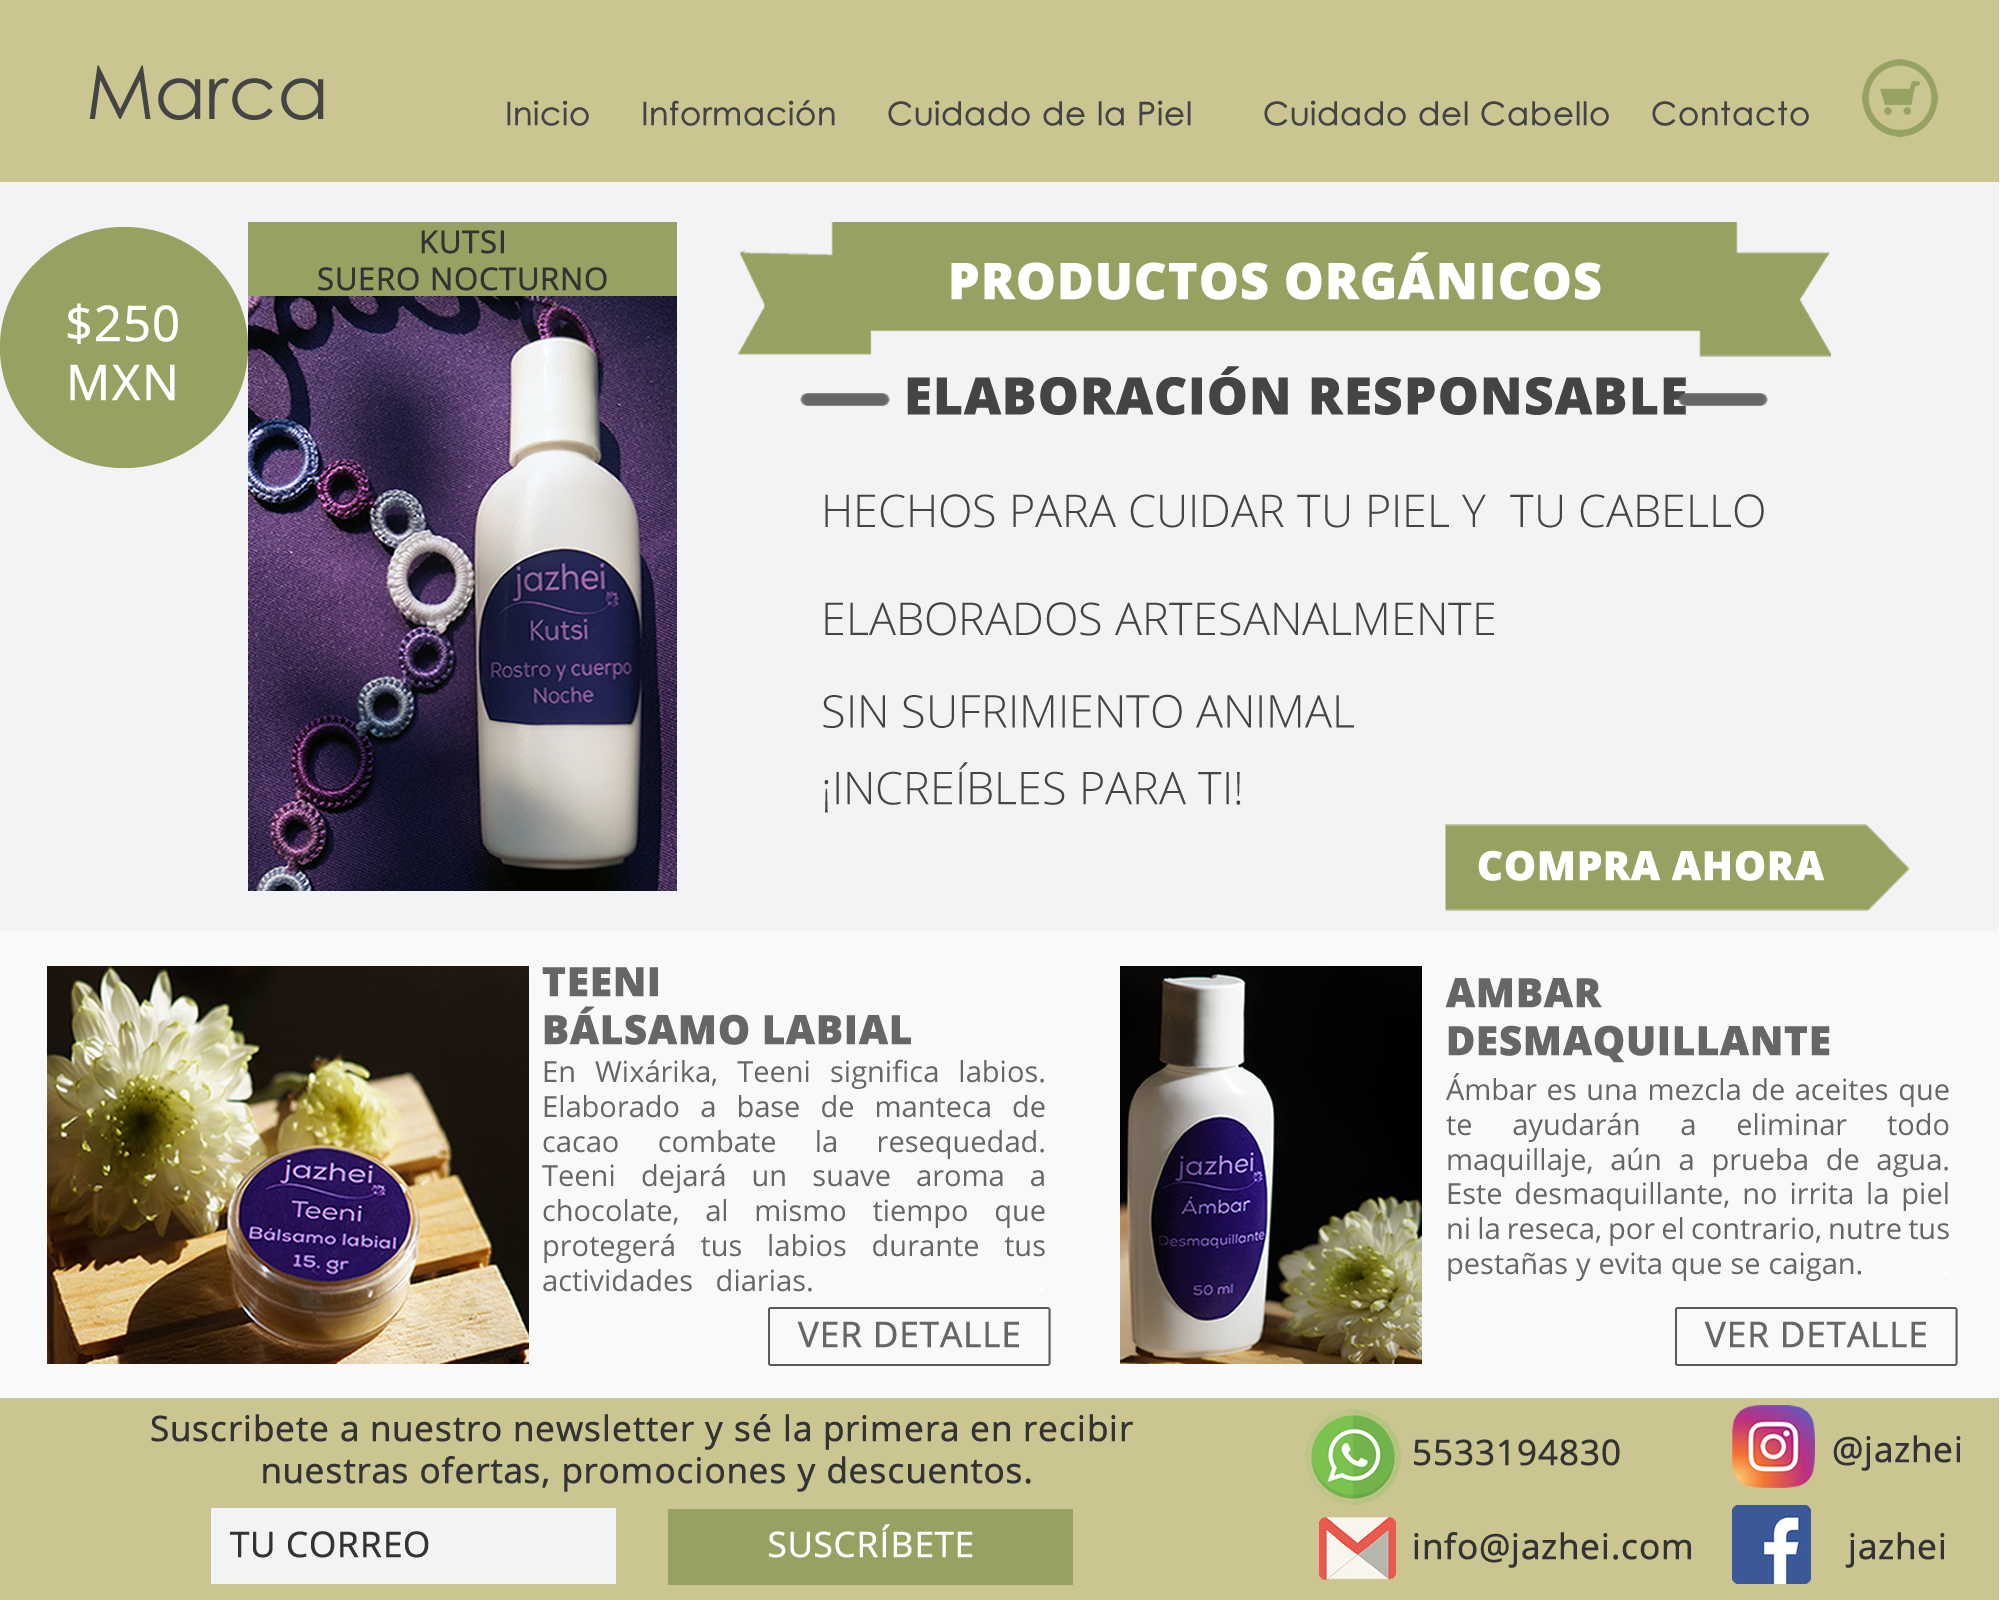 Marca
Inicio
Información
Cuidado de la Piel
Cuidado del Cabello
Contacto
$250
MXN
KUTSI
SUERO NOCTURNO
jazhei
Kutsi
Rostro y cuerpo
Noche
PRODUCTOS ORGÁNICOS
ELABORACIÓN RESPONSABLE
HECHOS PARA CUIDAR TU PIEL Y  TU CABELLO
ELABORADOS ARTESANALMENTE
SIN SUFRIMIENTO ANIMAL
¡INCREÍBLES PARA TI!
COMPRA AHORA
jazhei
Teeni
Bálsamo labial
15. gr
TEENI
BÁLSAMO LABIAL
En Wixárika, Teeni significa labios.
Elaborado a base de manteca de
cacao combate la resequedad.
Teeni dejará un suave aroma a
chocolate, al mismo tiempo que
protegerá tus labios durante tus
actividades diarias.
VER DETALLE
jazhei
Ámbar
Desmaquillante
50 ml
AMBAR
DESMAQUILLANTE
Ámbar es una mezcla de aceites que
te ayudarán a eliminar todo
maquillaje, aún a prueba de agua.
Este desmaquillante, no irrita la piel
ni la reseca, por el contrario, nutre tus
pestañas y evita que se caigan.
VER DETALLE
Suscribete a nuestro newsletter y sé la primera en recibir
nuestras ofertas, promociones y descuentos.
TU CORREO
SUSCRÍBETE
5533194830
@jazhei
info@jazhei.com
jazhei